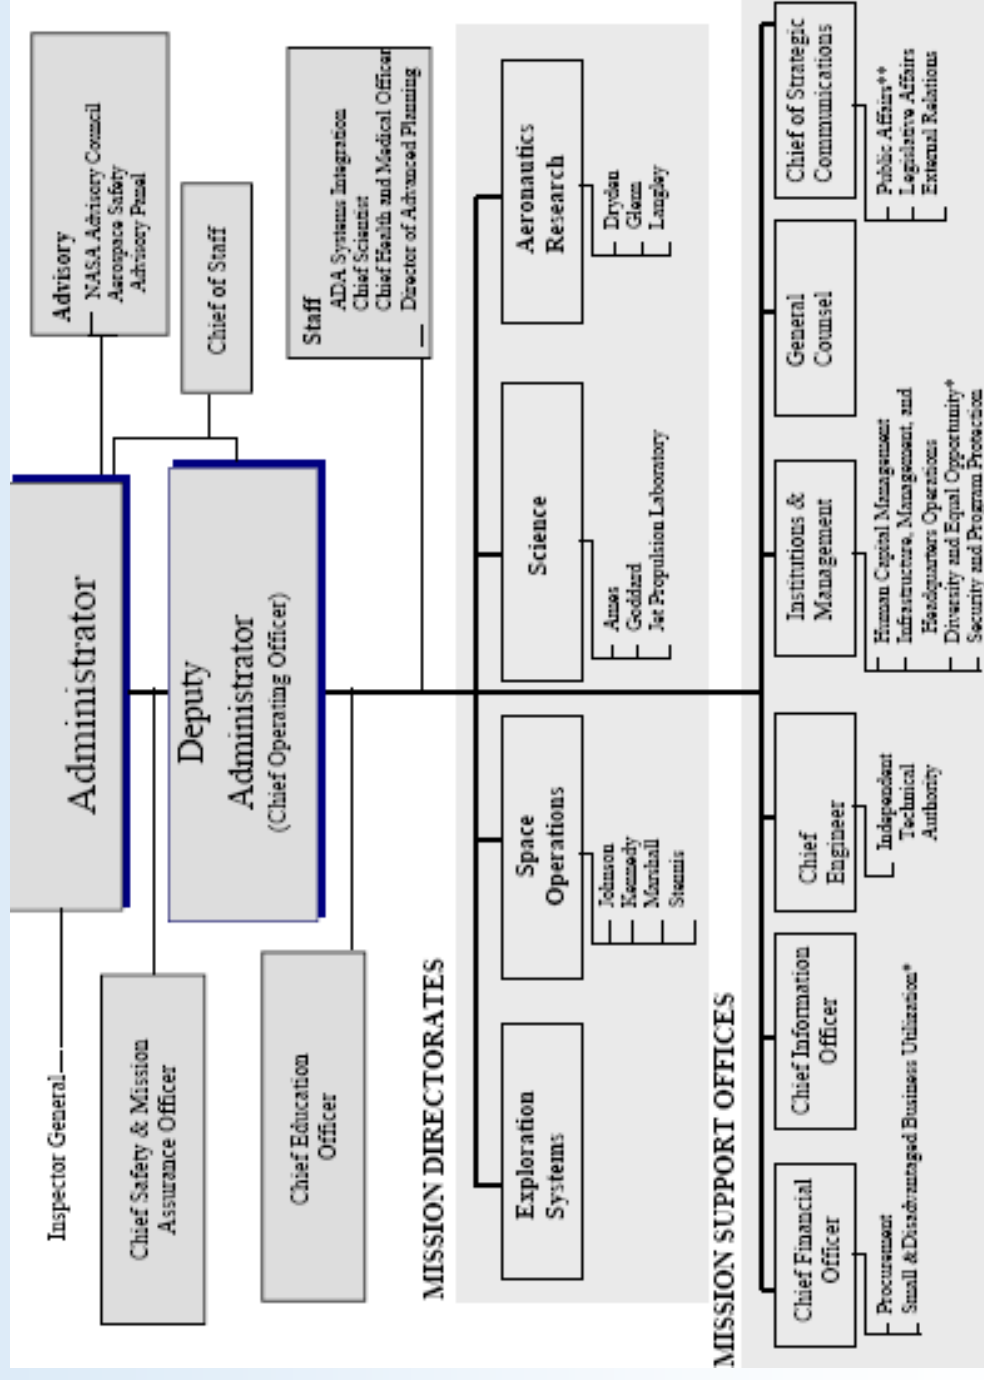 Administrator
Inspector General
Advisory
NASA Advisory Council
Aerospace Safety
Advisory Panel
Chief of Staff
Chief Safety & Mission
Assurance Officer
Deputy
Administrator
(Chief Operating Officer)
Chief Education
Officer
Staff
ADA Systems Integration
Chief Scientist
Chief Health and Medical Officer
Director of Advanced Planning
MISSION DIRECTORATES
Exploration
Systems
Space
Operations
Johnson
Kennedy
Marshall
Stennis
Science
Ames
Goddard
Jet Propulsion Laboratory
Aeronautics
Research
Dryden
Glenn
Langley
MISSION SUPPORT OFFICES
Chief Financial
Officer
Procurement
Small & Disadvantaged Business Utilization*
Chief Information
Officer
Chief
Engineer
Independent
Technical
Authority
Institutions &
Management
Human Capital Management
Infrastructure, Management, and
Headquarters Operations
Diversity and Equal Opportunity*
Security and Program Protection
General
Counsel
Chief of Strategic
Communications
Public Affairs**
Legislative Affairs
External Relations